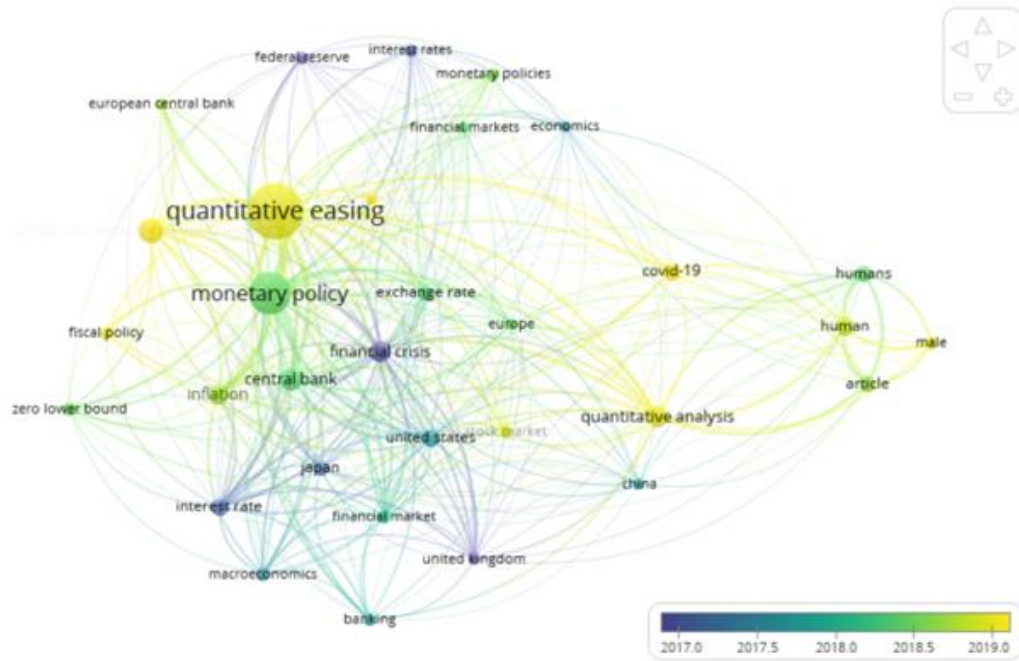 federal reserve
interest rates
monetary policies
european central bank
financial markets
economics
quantitative easing
covid-19
humans
monetary policy
exchange rate
europe
human
fiscal policy
male
financial crisis
central bank
article
inflation
zero lower bound
quantitative analysis
stock market
united states
japan
china
interest rate
financial market
united kingdom
macroeconomics
banking
2017.0 2017.5 2018.0 2018.5 2019.0